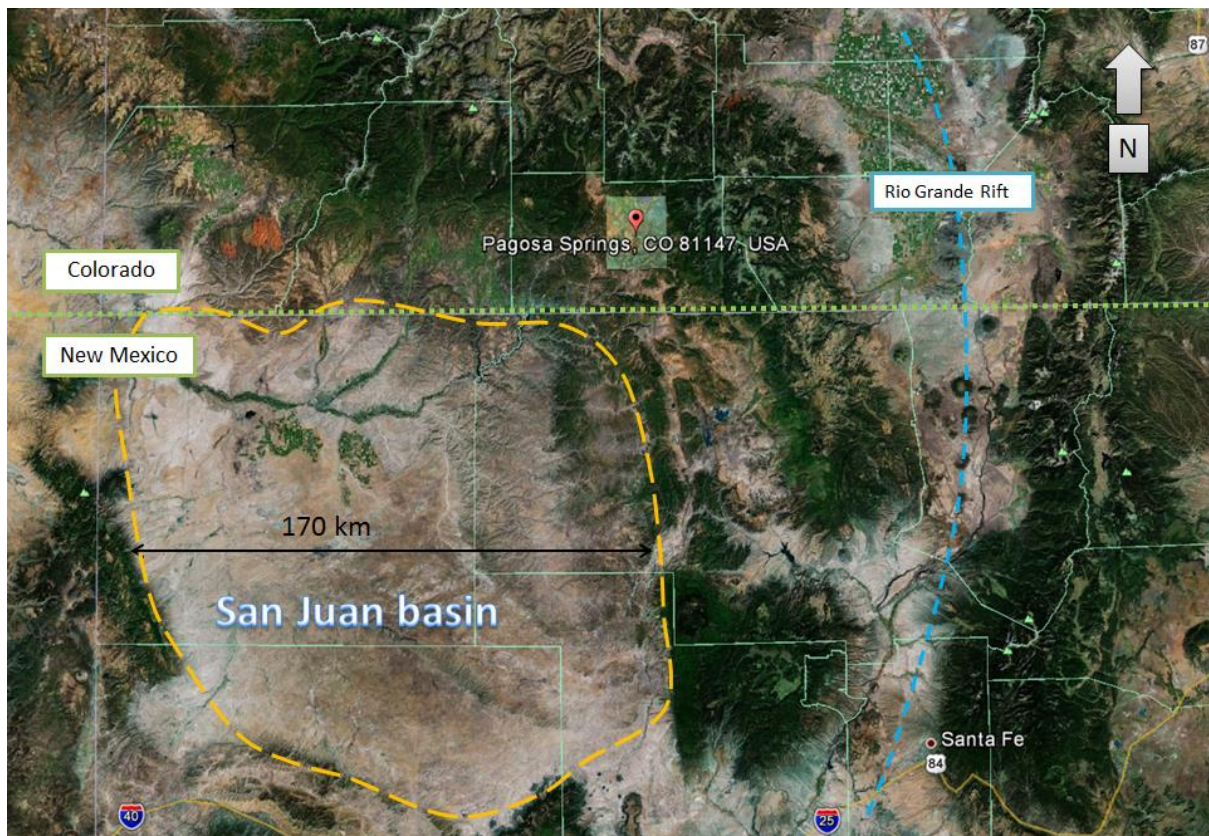 87
N
Rio Grande Rift
Pagosa Springs, CO 81147, USA
Colorado
New Mexico
170 km
San Juan basin
Santa Fe
84
40
25